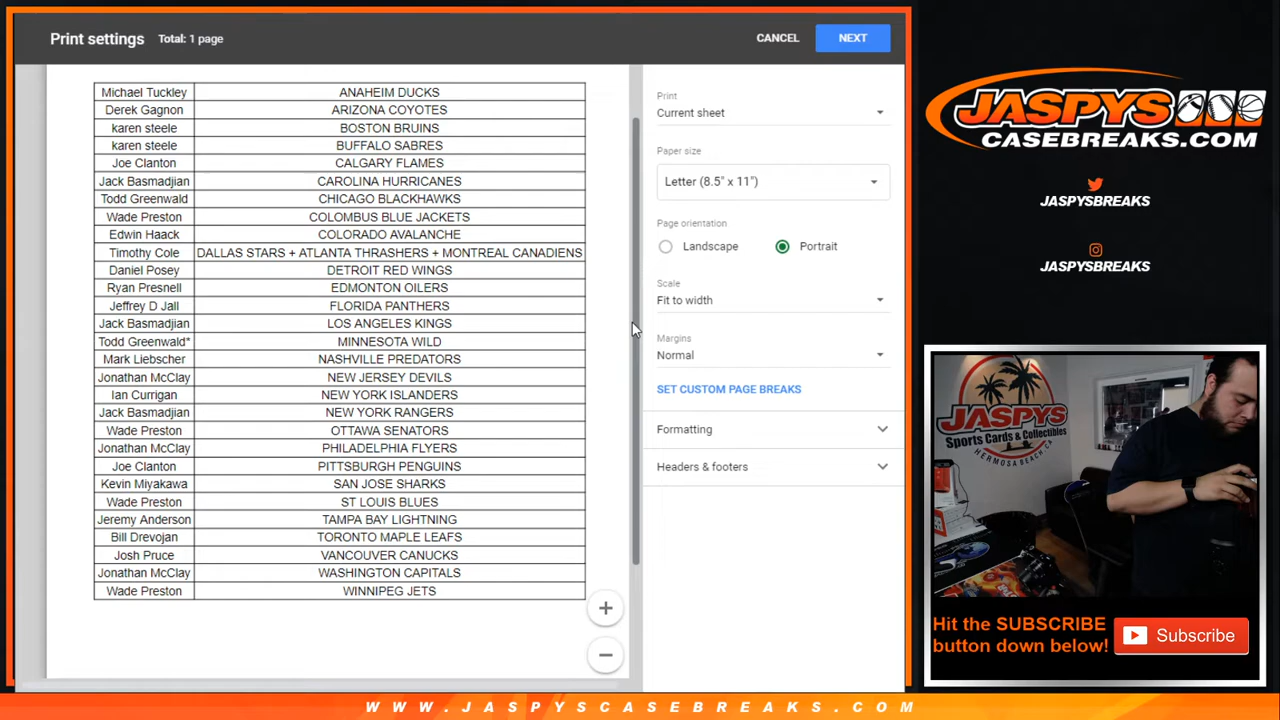 Print settings Total: 1 page CANCEL NEXT
Michael Tuckley ANAHEIM DUCKS
Derek Gagnon ARIZONA COYOTES
karen steele BOSTON BRUINS
karen steele BUFFALO SABRES
Joe Clanton CALGARY FLAMES
Jack Basmadjian CAROLINA HURRICANES
Todd Greenwald CHICAGO BLACKHAWKS
Wade Preston COLOMBUS BLUE JACKETS
Edwin Haack COLORADO AVALANCHE
Timothy Cole DALLAS STARS + ATLANTA THRASHERS + MONTREAL CANADIENS
Daniel Posey DETROIT RED WINGS
Ryan Presnell EDMONTON OILERS
Jeffrey D Jall FLORIDA PANTHERS
Jack Basmadjian LOS ANGELES KINGS
Todd Greenwald* MINNESOTA WILD
Mark Liebscher NASHVILLE PREDATORS
Jonathan McClay NEW JERSEY DEVILS
Ian Currigan NEW YORK ISLANDERS
Jack Basmadjian NEW YORK RANGERS
Wade Preston OTTAWA SENATORS
Jonathan McClay PHILADELPHIA FLYERS
Joe Clanton PITTSBURGH PENGUINS
Kevin Miyakawa SAN JOSE SHARKS
Wade Preston ST LOUIS BLUES
Jeremy Anderson TAMPA BAY LIGHTNING
Bill Drevojan TORONTO MAPLE LEAFS
Josh Pruce VANCOUVER CANUCKS
Jonathan McClay WASHINGTON CAPITALS
Wade Preston WINNIPEG JETS
Print
Current sheet
Paper size
Letter (8.5" x 11")
Page orientation
Landscape Portrait
Scale
Fit to width
Margins
Normal
SET CUSTOM PAGE BREAKS
Formatting
Headers & footers
JASPYS
CASEBREAKS.COM
JASPYSBREAKS
JASPYSBREAKS
JASPYS
Sports Cards & Collectibles
HERMOSA BEACH, CA
Hit the SUBSCRIBE
button down below!
Subscribe
WWW.JASPYSCASEBREAKS.COM